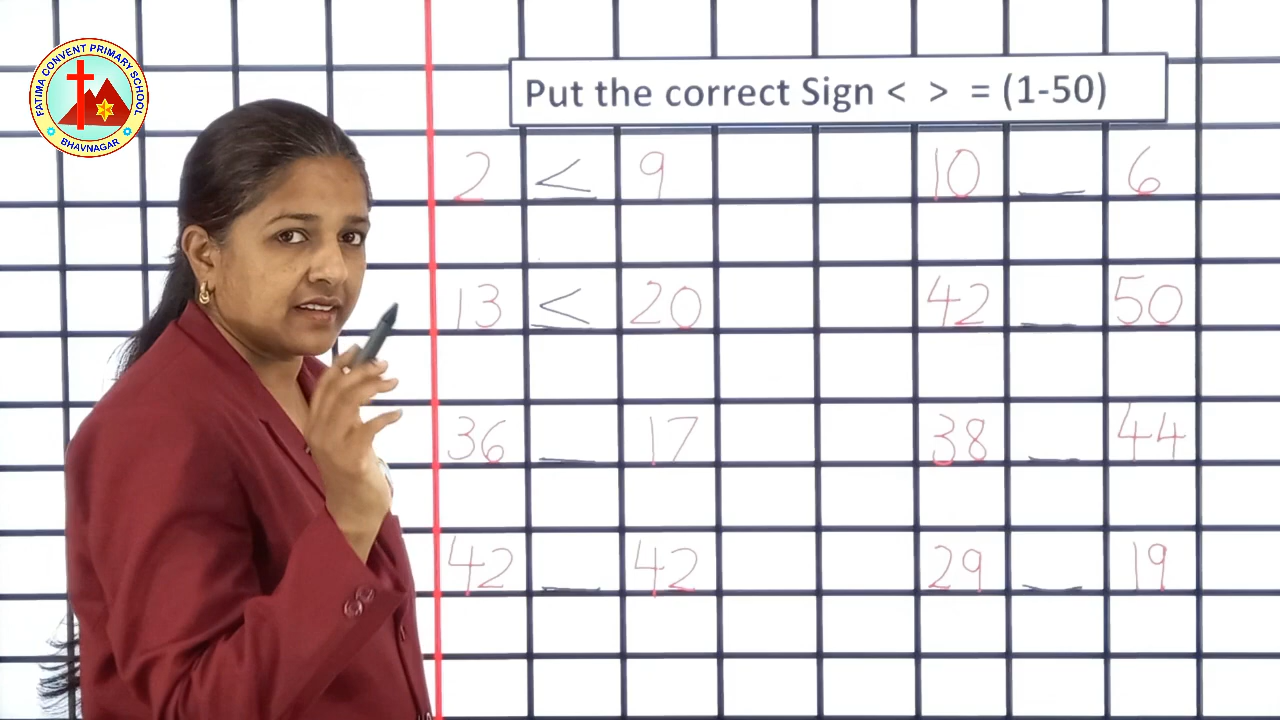 FATIMA CONVENT PRIMARY SCHOOL
BHAVNAGAR
Put the correct Sign < > = (1-50)
2 < 9 10 _ 6
13 < 20 42 _ 50
36 _ 17 38 _ 44
42 _ 42 29 _ 19